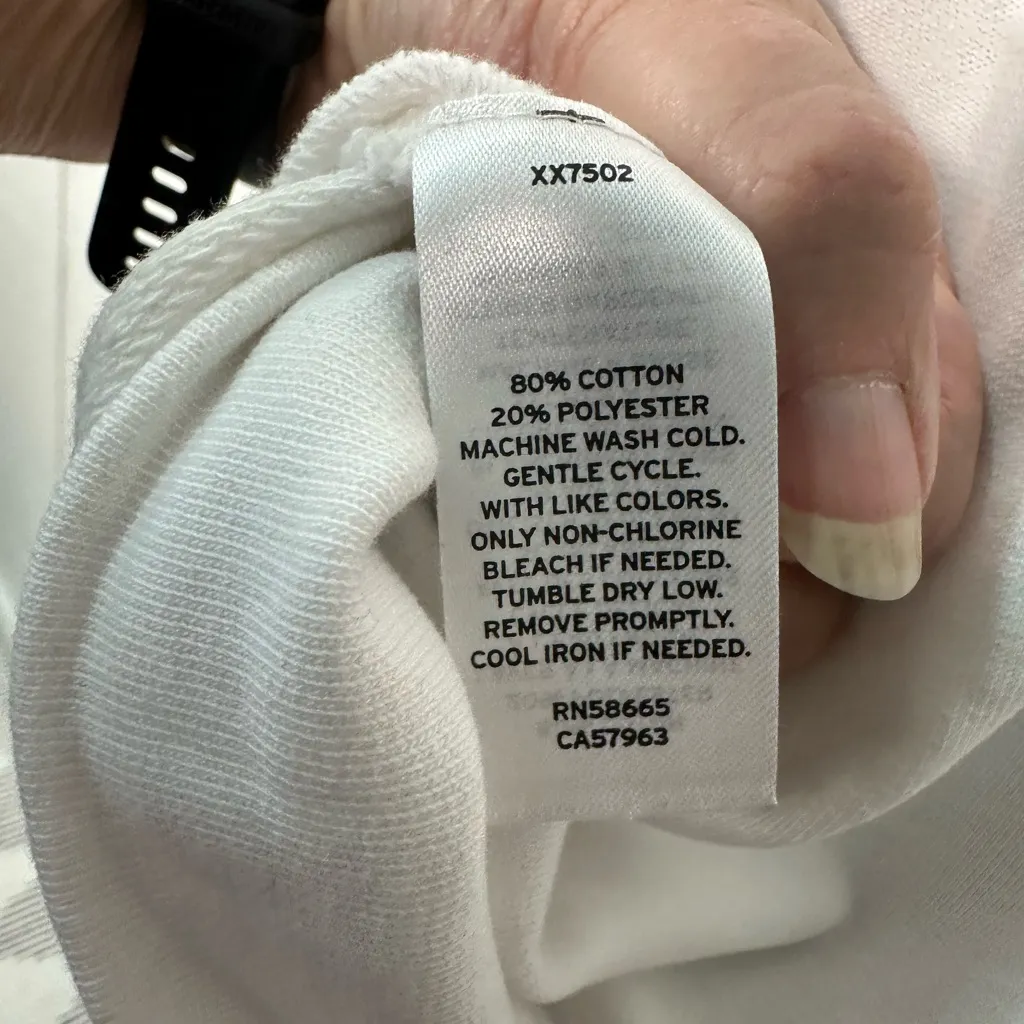 XX7502
80% COTTON
20% POLYESTER
MACHINE WASH COLD.
GENTLE CYCLE.
WITH LIKE COLORS.
ONLY NON-CHLORINE
BLEACH IF NEEDED.
TUMBLE DRY LOW.
REMOVE PROMPTLY.
COOL IRON IF NEEDED.
RN58665
CA57963